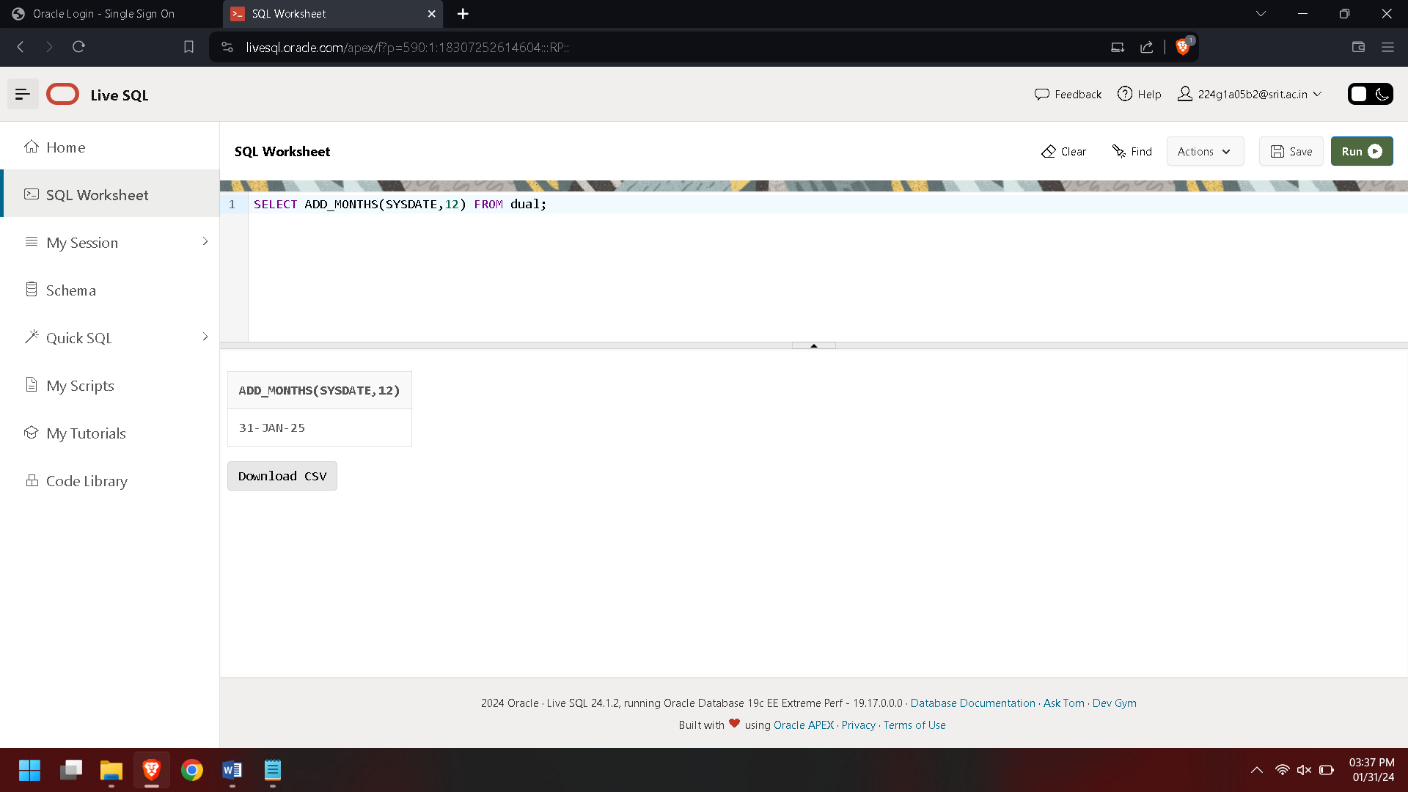 Oracle Login - Single Sign On
SQL Worksheet
livesql.oracle.com/apex/f?p=590:1:18307252614604:::RP::
1
Live SQL
Feedback
Help
224g1a05b2@srit.ac.in
Home
SQL Worksheet
My Session
Schema
Quick SQL
My Scripts
My Tutorials
Code Library
SQL Worksheet
Clear
Find
Actions
Save
Run
1 SELECT ADD_MONTHS(SYSDATE,12) FROM dual;
ADD_MONTHS(SYSDATE,12)
31-JAN-25
Download CSV
2024 Oracle · Live SQL 24.1.2, running Oracle Database 19c EE Extreme Perf - 19.17.0.0.0 · Database Documentation · Ask Tom · Dev Gym
Built with ❤ using Oracle APEX · Privacy · Terms of Use
03:37 PM
01/31/24